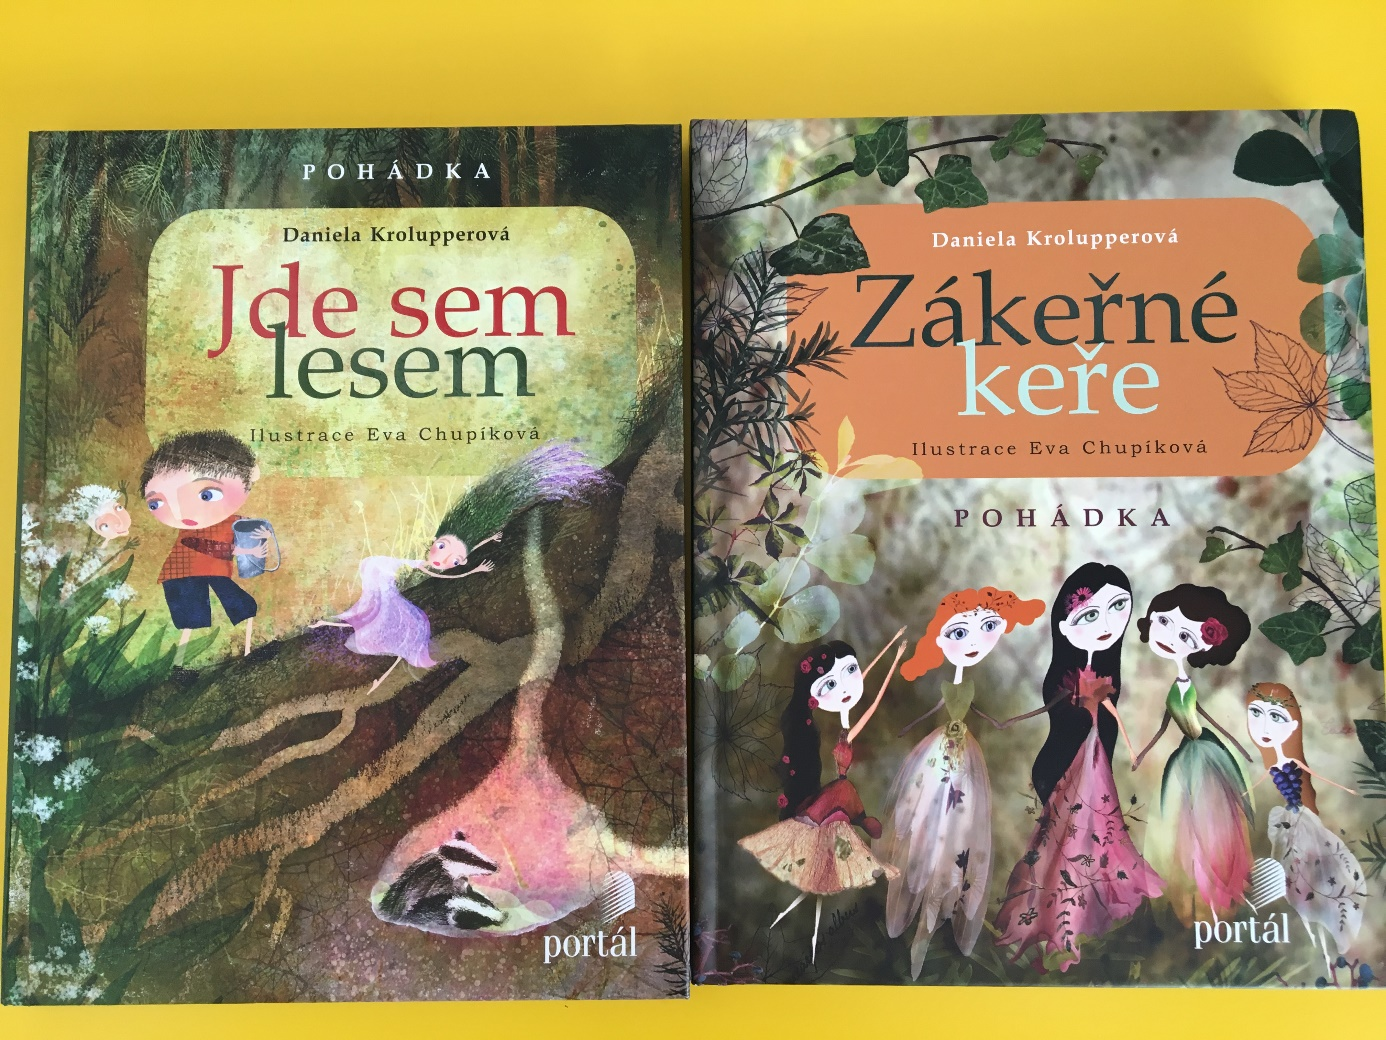 POHÁDKA
Daniela Krolupperová
Jde sem
lesem
Ilustrace Eva Chupíková
portál
Daniela Krolupperová
Zákeřné
keře
Ilustrace Eva Chupíková
POHÁDKA
portál